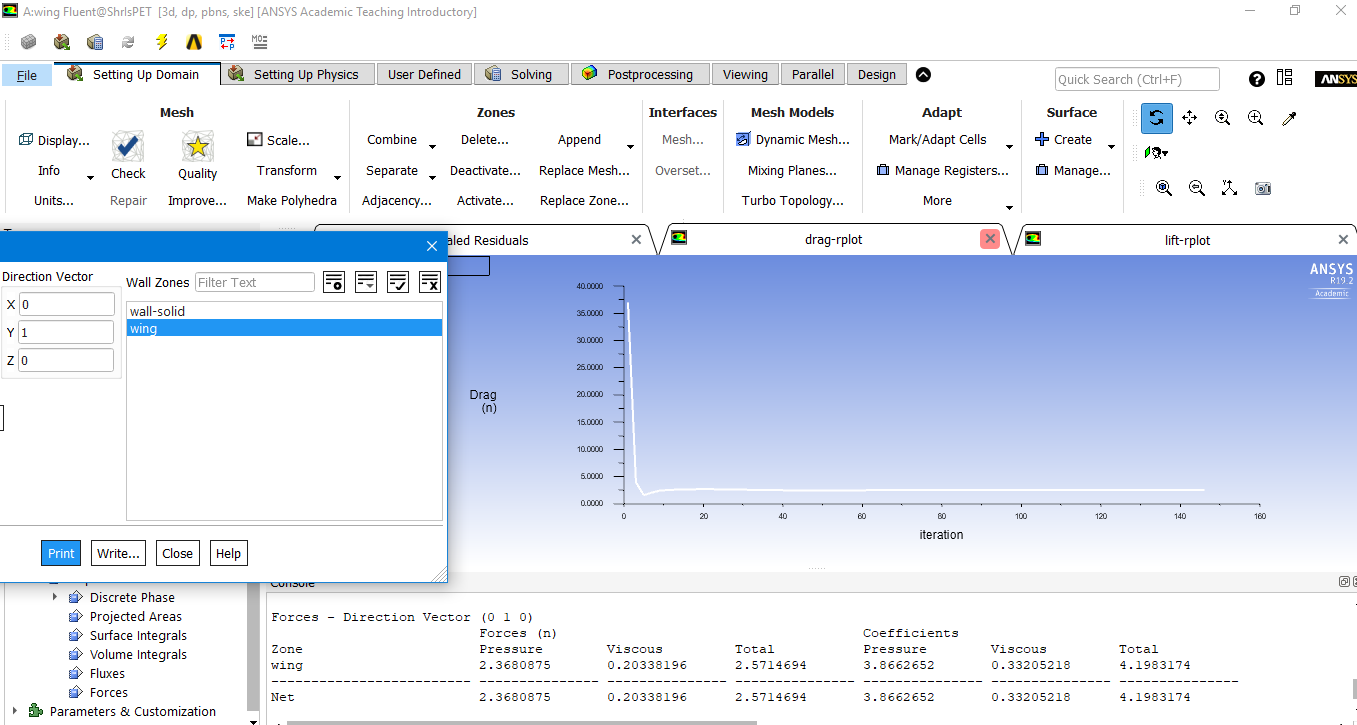 A:wing Fluent@ShrIsPET [3d, dp, pbns, ske] [ANSYS Academic Teaching Introductory]
File Setting Up Domain Setting Up Physics User Defined Solving Postprocessing Viewing Parallel Design Quick Search (Ctrl+F) ANSYS
Mesh Zones Interfaces Mesh Models Adapt Surface
Display... Scale... Combine Delete... Append Mesh... Dynamic Mesh... Mark/Adapt Cells Create
Info Check Quality Transform Separate Deactivate... Replace Mesh... Overset... Mixing Planes... Manage Registers... Manage...
Units... Repair Improve... Make Polyhedra Adjacency... Activate... Replace Zone... Turbo Topology... More
aled Residuals drag-rplot lift-rplot
Direction Vector
X 0
Y 1
Z 0
Wall Zones Filter Text
wall-solid
wing
Print Write... Close Help
ANSYS
R19.2
Academic
40.0000
35.0000
30.0000
25.0000
20.0000
15.0000
10.0000
5.0000
0.0000
Drag
(n)
0 20 40 60 80 100 120 140 160
iteration
Discrete Phase
Projected Areas
Surface Integrals
Volume Integrals
Fluxes
Forces
Parameters & Customization
Console
Forces - Direction Vector (0 1 0)
Forces (n) Coefficients
Zone Pressure Viscous Total Pressure Viscous Total
wing 2.3680875 0.20338196 2.5714694 3.8662652 0.33205218 4.1983174
------------------------- --------------- --------------- --------------- --------------- --------------- ---------------
Net 2.3680875 0.20338196 2.5714694 3.8662652 0.33205218 4.1983174